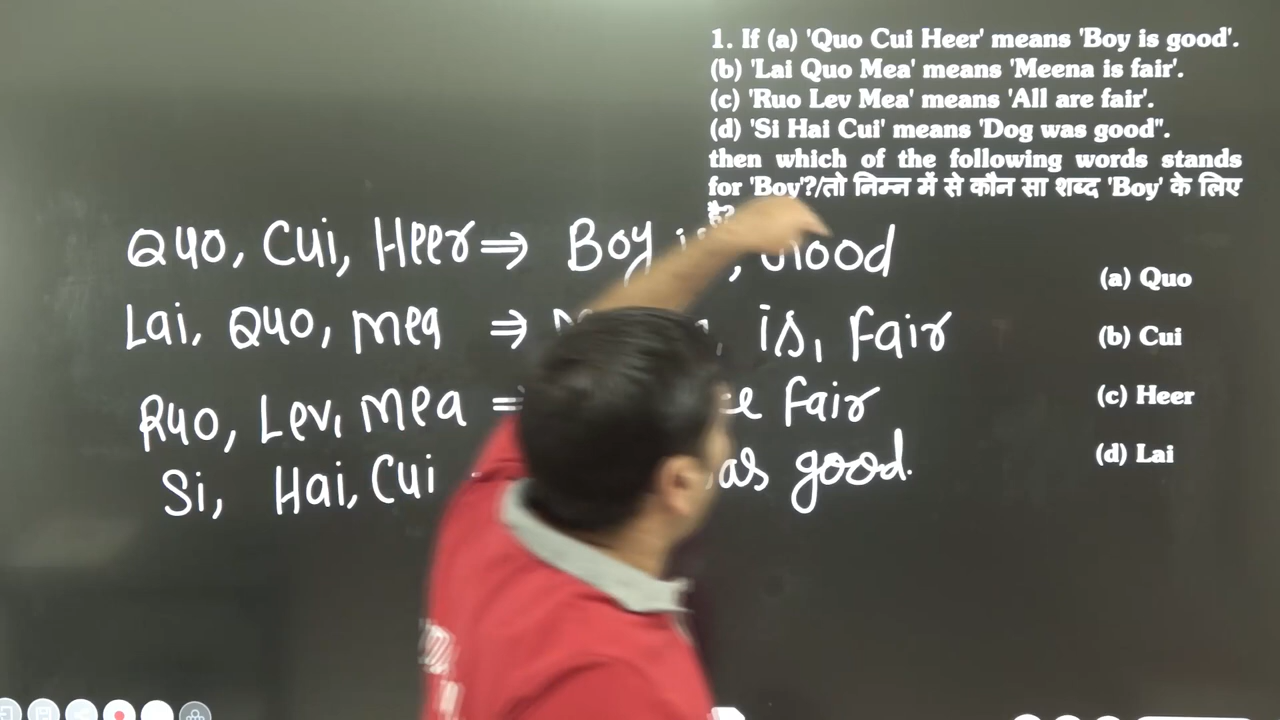 1. If (a) 'Quo Cui Heer' means 'Boy is good'.
(b) 'Lai Quo Mea' means 'Meena is fair'.
(c) 'Ruo Lev Mea' means 'All are fair'.
(d) 'Si Hai Cui' means 'Dog was good".
then which of the following words stands
for 'Boy'?/तो निम्न में से कौन सा शब्द 'Boy' के लिए
है?
Quo, Cui, Heer ⇒ Boy is, Good
Lai, Quo, mea ⇒ is, fair
Ruo, Lev, Mea ⇒ fair
Si, Hai, Cui good.
(a) Quo
(b) Cui
(c) Heer
(d) Lai